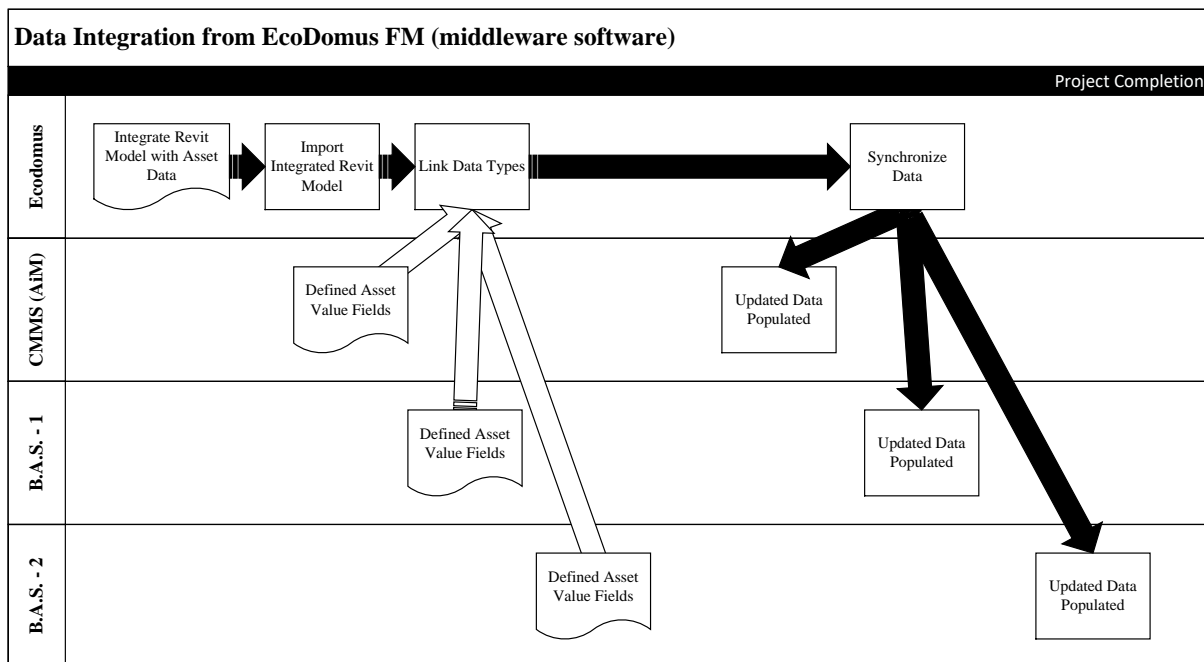 Data Integration from EcoDomus FM (middleware software)
Project Completion
Ecodomus
Integrate Revit
Model with Asset
Data
Import
Integrated Revit
Model
Link Data Types
Synchronize
Data
CMMS (AiM)
Defined Asset
Value Fields
Updated Data
Populated
B.A.S. - 1
Defined Asset
Value Fields
Updated Data
Populated
B.A.S. - 2
Defined Asset
Value Fields
Updated Data
Populated